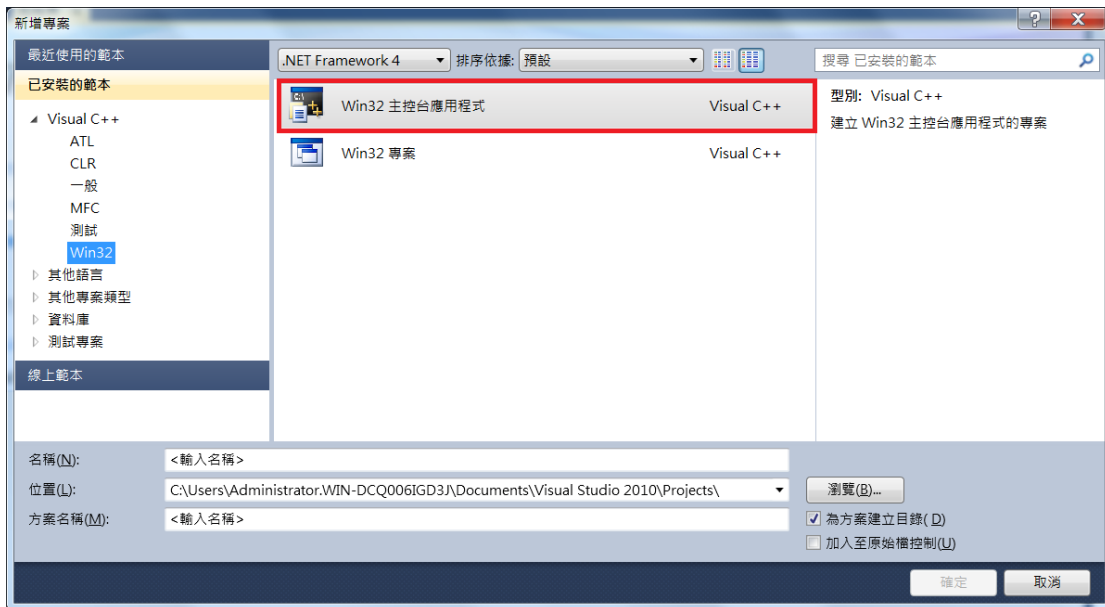 新增專案
最近使用的範本
已安裝的範本
Visual C++
ATL
CLR
一般
MFC
測試
Win32
其他語言
其他專案類型
資料庫
測試專案
線上範本
.NET Framework 4 排序依據: 預設
Win32 主控台應用程式 Visual C++
Win32 專案 Visual C++
搜尋 已安裝的範本
型別: Visual C++
建立 Win32 主控台應用程式的專案
名稱(N): <輸入名稱>
位置(L): C:\Users\Administrator.WIN-DCQ006IGD3J\Documents\Visual Studio 2010\Projects\ 瀏覽(B)...
方案名稱(M): <輸入名稱> 為方案建立目錄( D)
加入至原始檔控制(U)
確定 取消